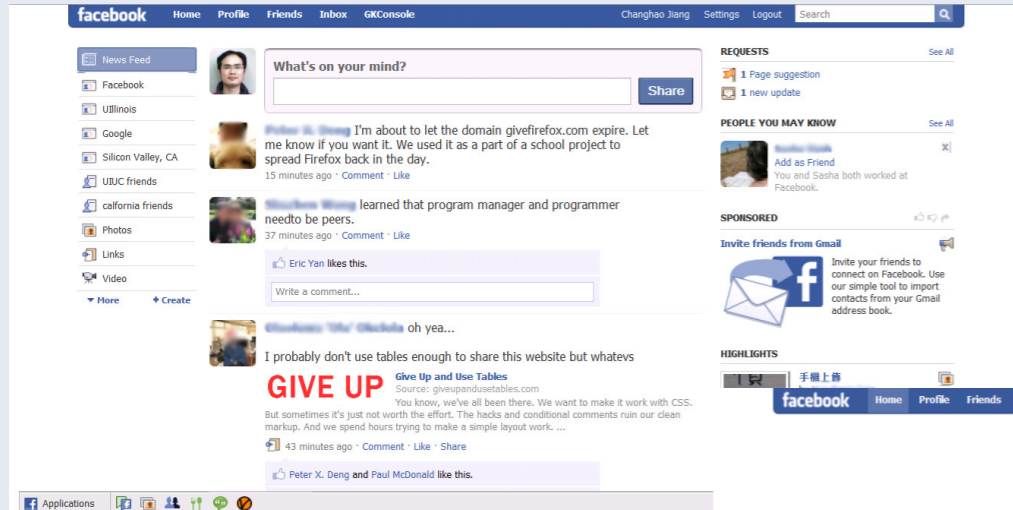 facebook Home Profile Friends Inbox GKConsole Changhao Jiang Settings Logout Search
News Feed
Facebook
UIllinois
Google
Silicon Valley, CA
UIUC friends
calfornia friends
Photos
Links
Video
More + Create
What's on your mind?
Share
I'm about to let the domain givefirefox.com expire. Let
me know if you want it. We used it as a part of a school project to
spread Firefox back in the day.
15 minutes ago · Comment · Like
learned that program manager and programmer
needto be peers.
37 minutes ago · Comment · Like
Eric Yan likes this.
Write a comment...
oh yea...
I probably don't use tables enough to share this website but whatevs
GIVE UP
Give Up and Use Tables
Source: giveupandusetables.com
You know, we've all been there. We want to make it work with CSS.
But sometimes it's just not worth the effort. The hacks and conditional comments ruin our clean
markup. And we spend hours trying to make a simple layout work. ...
43 minutes ago · Comment · Like · Share
Peter X. Deng and Paul McDonald like this.
REQUESTS See All
1 Page suggestion
1 new update
PEOPLE YOU MAY KNOW See All
x
Add as Friend
You and Sasha both worked at
Facebook.
SPONSORED
Invite friends from Gmail
Invite your friends to
connect on Facebook. Use
our simple tool to import
contacts from your Gmail
address book.
HIGHLIGHTS
手機上篇
facebook Home Profile Friends
Applications